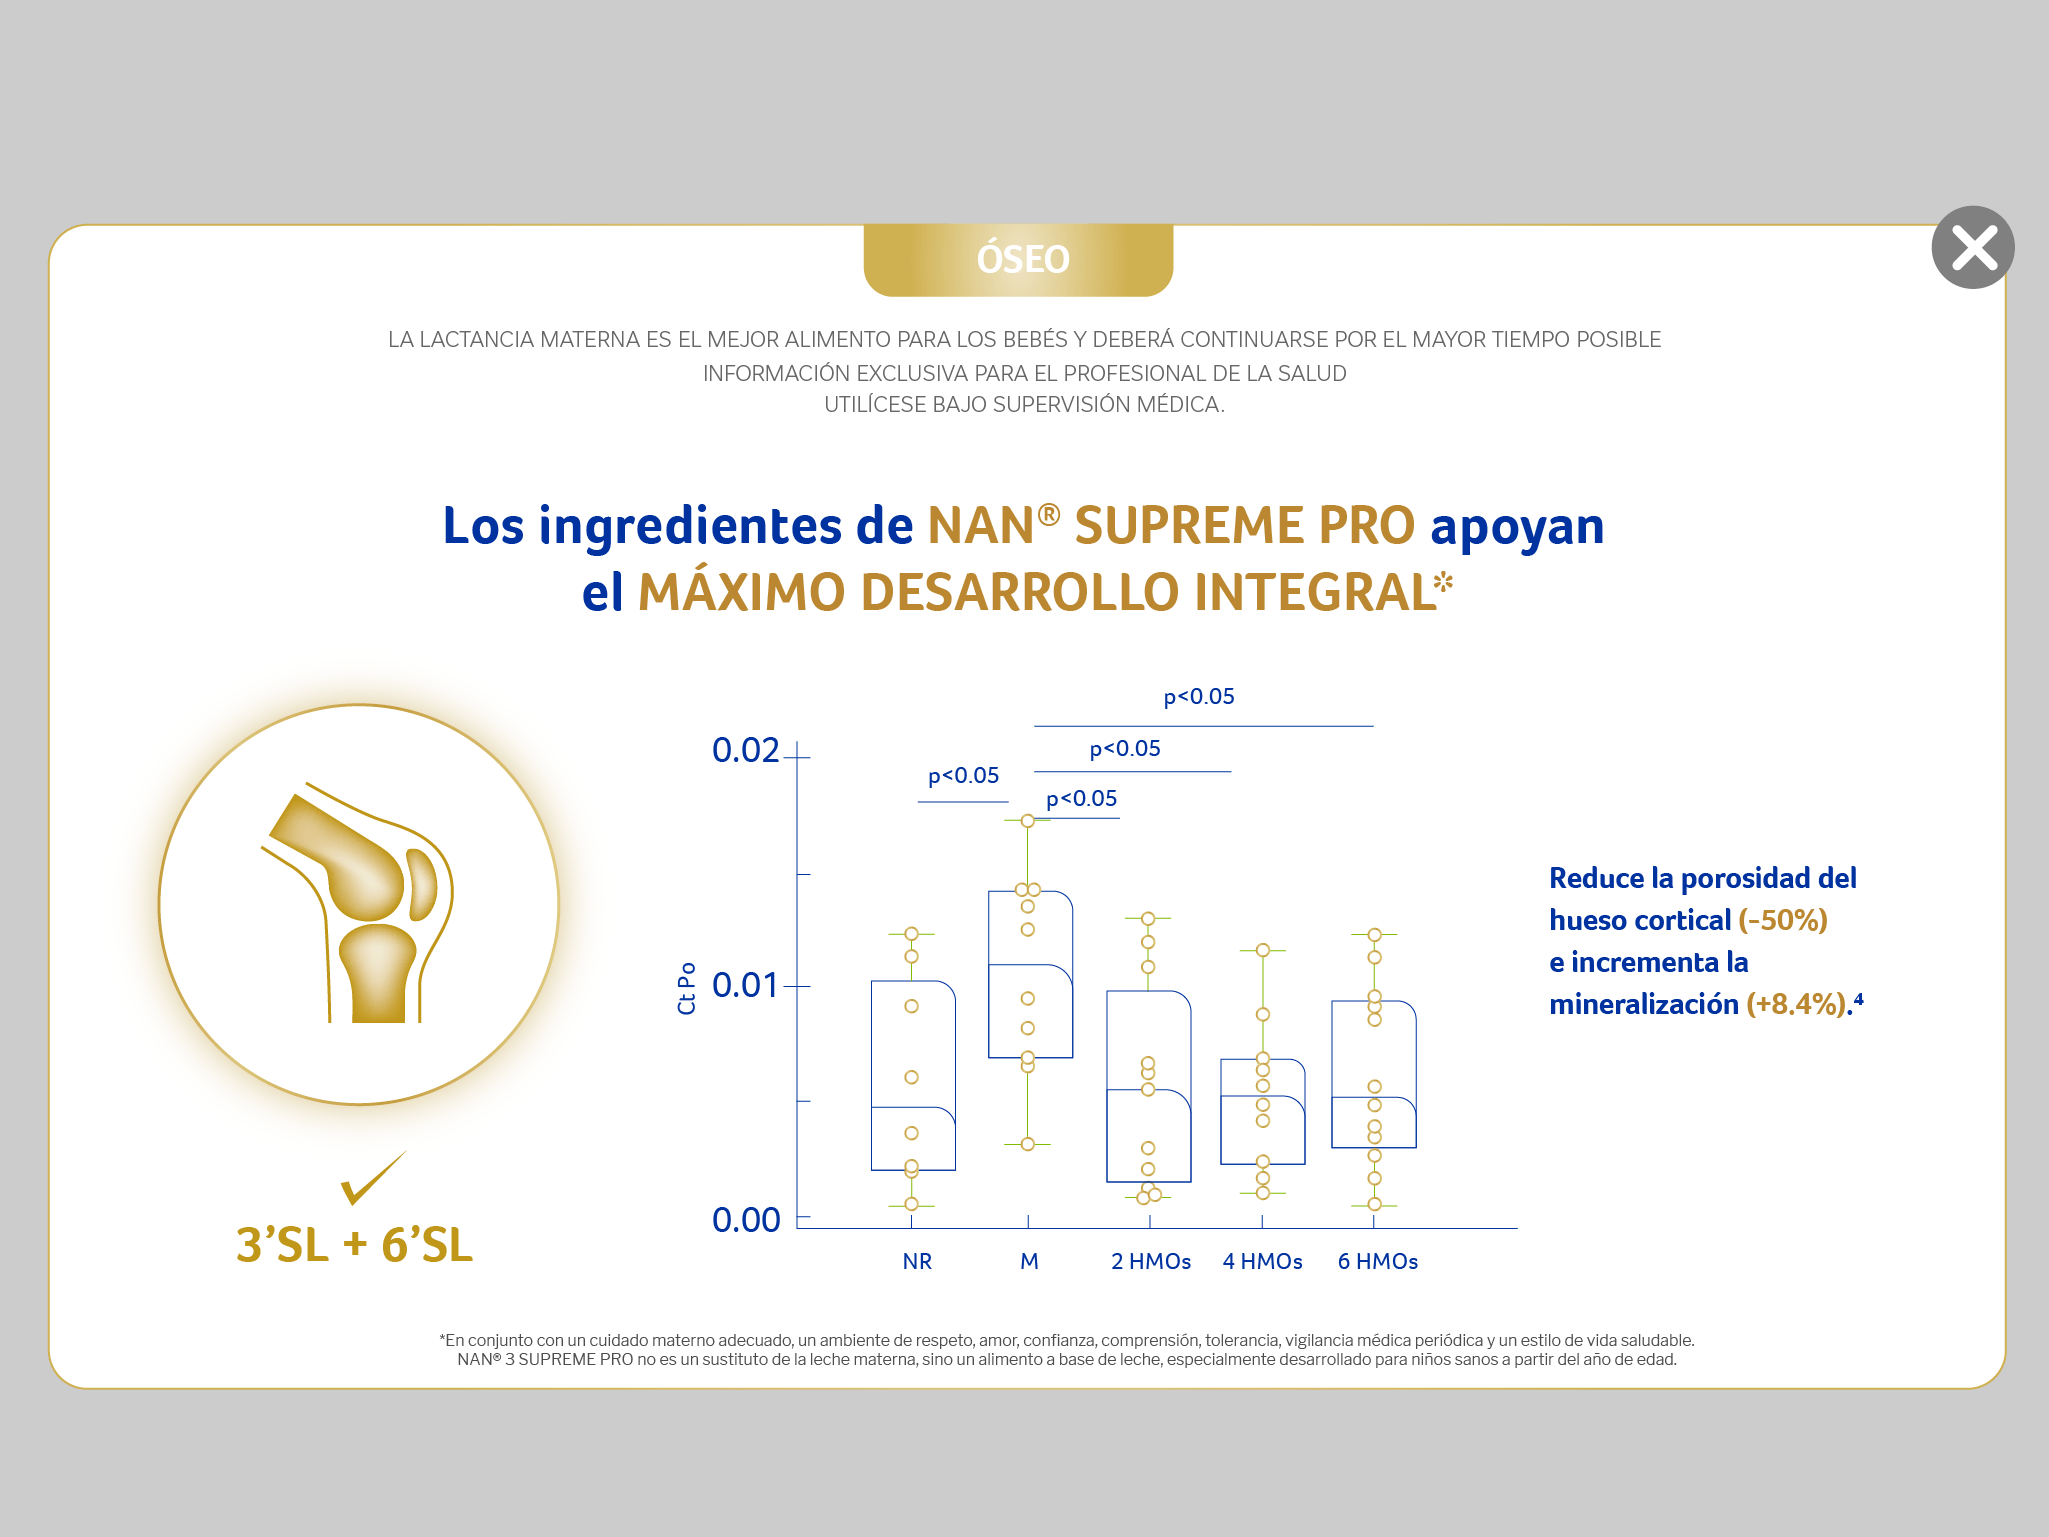 ÓSEO
LA LACTANCIA MATERNA ES EL MEJOR ALIMENTO PARA LOS BEBÉS Y DEBERÁ CONTINUARSE POR EL MAYOR TIEMPO POSIBLE
INFORMACIÓN EXCLUSIVA PARA EL PROFESIONAL DE LA SALUD
UTILÍCESE BAJO SUPERVISIÓN MÉDICA.
Los ingredientes de NAN® SUPREME PRO apoyan
el MÁXIMO DESARROLLO INTEGRAL*
3’SL + 6’SL
p<0.05
p<0.05
p<0.05
p<0.05
0.02
0.01
0.00
Ct Po
NR M 2 HMOs 4 HMOs 6 HMOs
Reduce la porosidad del
hueso cortical (-50%)
e incrementa la
mineralización (+8.4%).⁴
*En conjunto con un cuidado materno adecuado, un ambiente de respeto, amor, confianza, comprensión, tolerancia, vigilancia médica periódica y un estilo de vida saludable.
NAN® 3 SUPREME PRO no es un sustituto de la leche materna, sino un alimento a base de leche, especialmente desarrollado para niños sanos a partir del año de edad.